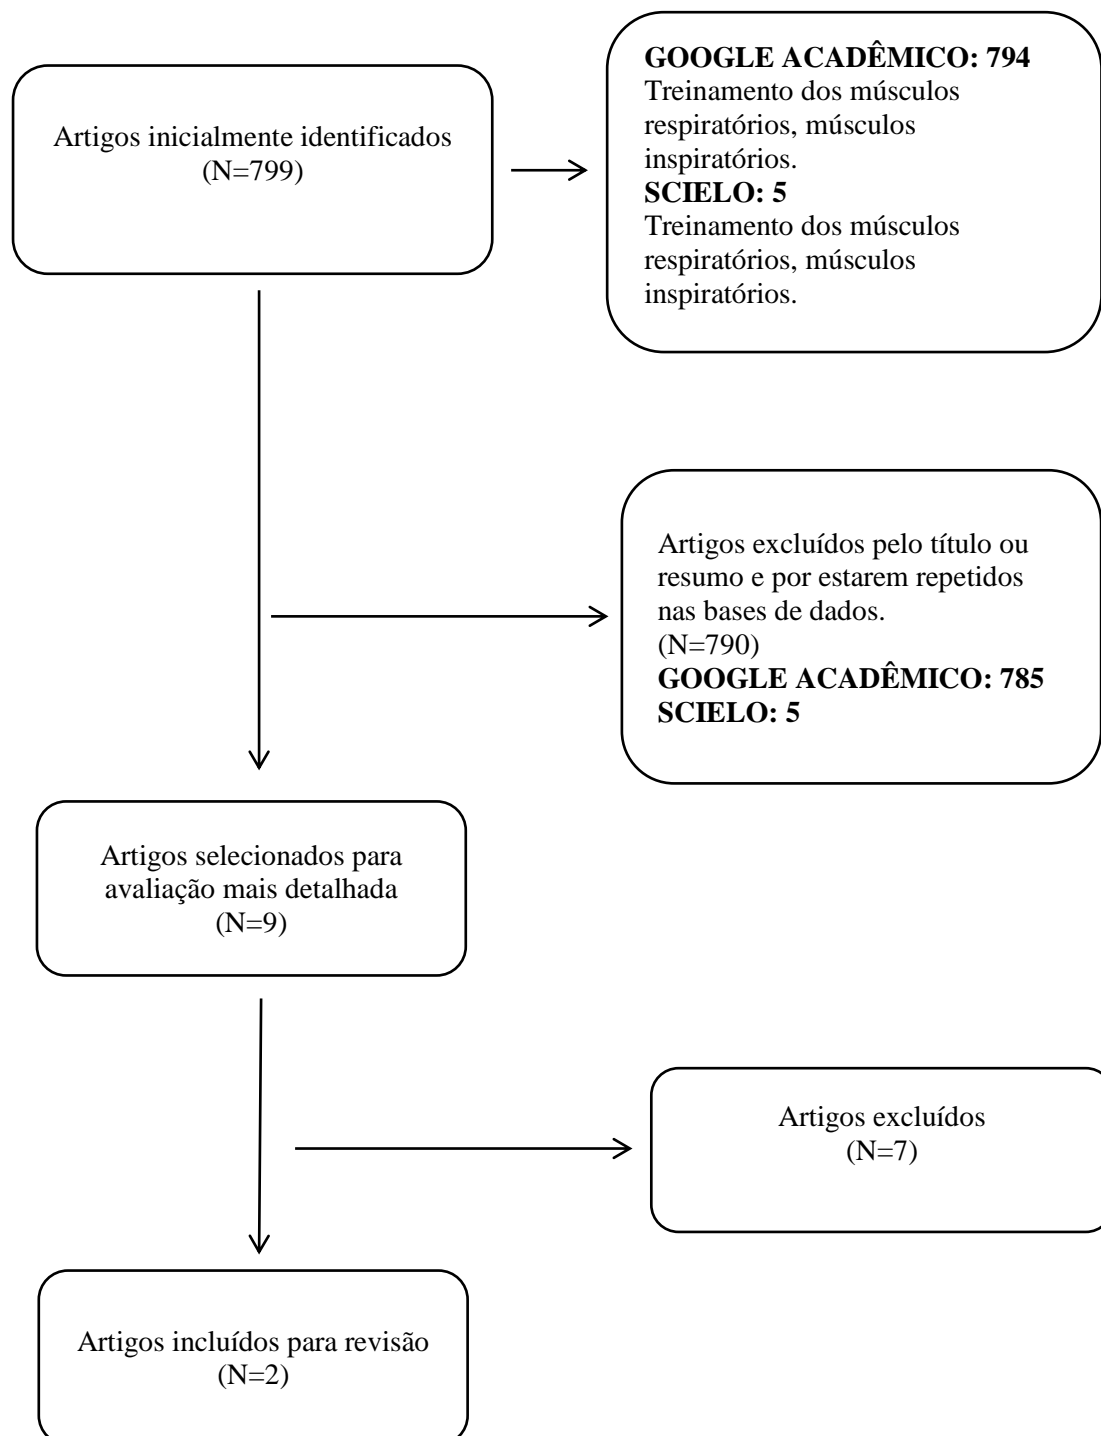 Artigos inicialmente identificados
(N=799)
GOOGLE ACADÊMICO: 794
Treinamento dos músculos
respiratórios, músculos
inspiratórios.
SCIELO: 5
Treinamento dos músculos
respiratórios, músculos
inspiratórios.
Artigos excluídos pelo título ou
resumo e por estarem repetidos
nas bases de dados.
(N=790)
GOOGLE ACADÊMICO: 785
SCIELO: 5
Artigos selecionados para
avaliação mais detalhada
(N=9)
Artigos excluídos
(N=7)
Artigos incluídos para revisão
(N=2)